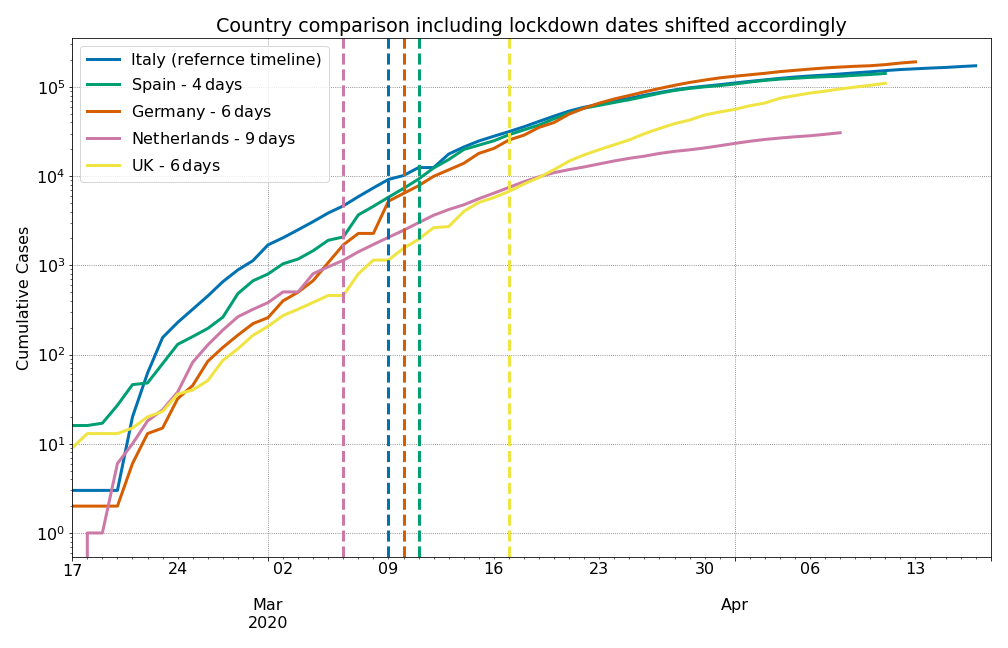 Country comparison including lockdown dates shifted accordingly
Italy (refernce timeline)
Spain - 4 days
Germany - 6 days
Netherlands - 9 days
UK - 6 days
Cumulative Cases
10^5
10^4
10^3
10^2
10^1
10^0
17 24 02 09 16 23 30 06 13
Mar Apr
2020